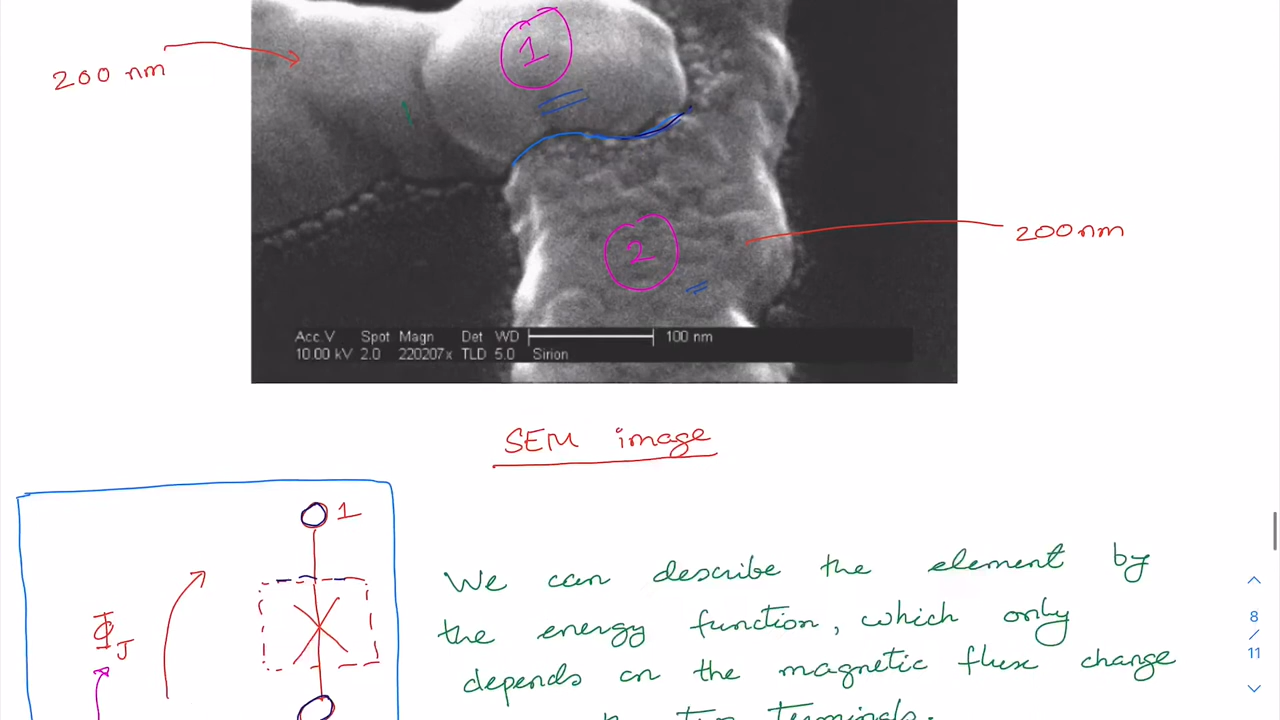 1
200 nm
2
200nm
Acc.V Spot Magn Det WD 100 nm
10.00 kV 2.0 220207x TLD 5.0 Sirion
SEM image
1
Φ_J
We can describe the element by
the energy function, which only
depends on the magnetic flux change
two terminals.
8
/
11